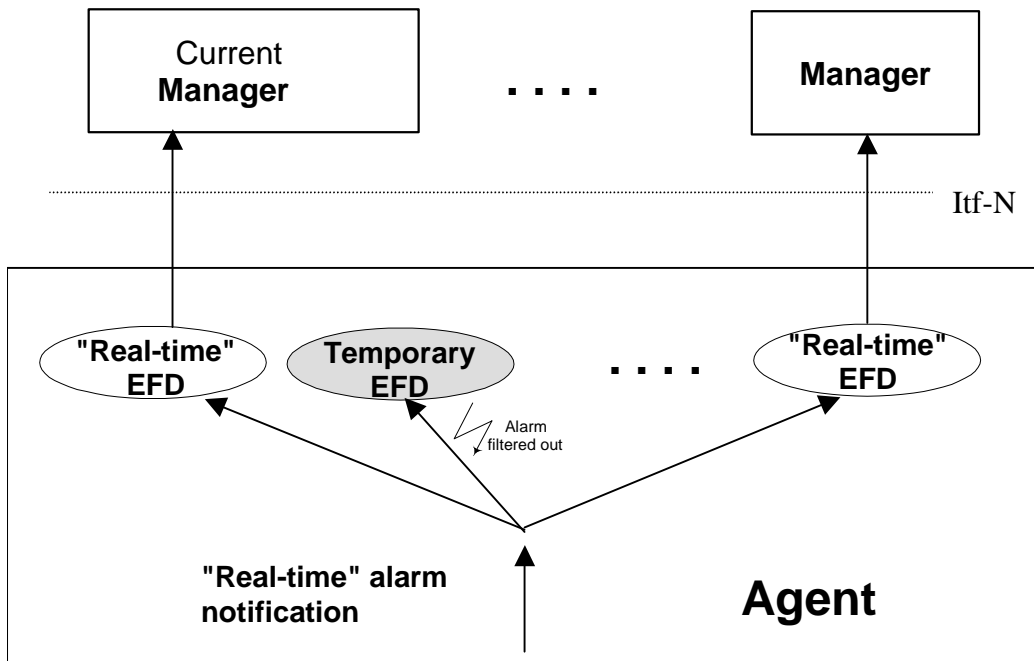 Current
Manager
. . . .
Manager
Itf-N
"Real-time"
EFD
Temporary
EFD
. . . .
"Real-time"
EFD
Alarm
filtered out
"Real-time" alarm
notification
Agent